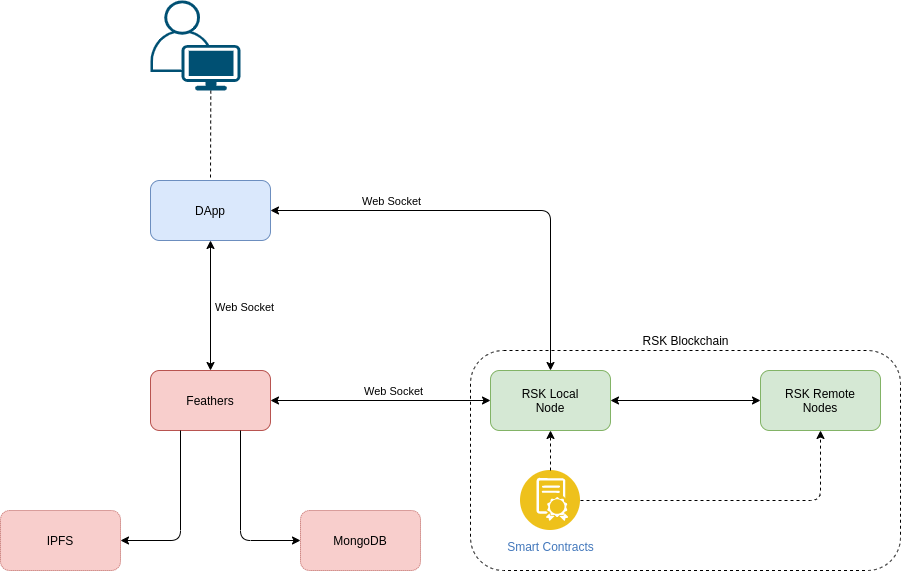 DApp
Web Socket
Web Socket
RSK Blockchain
Feathers
Web Socket
RSK Local
Node
RSK Remote
Nodes
Smart Contracts
IPFS
MongoDB